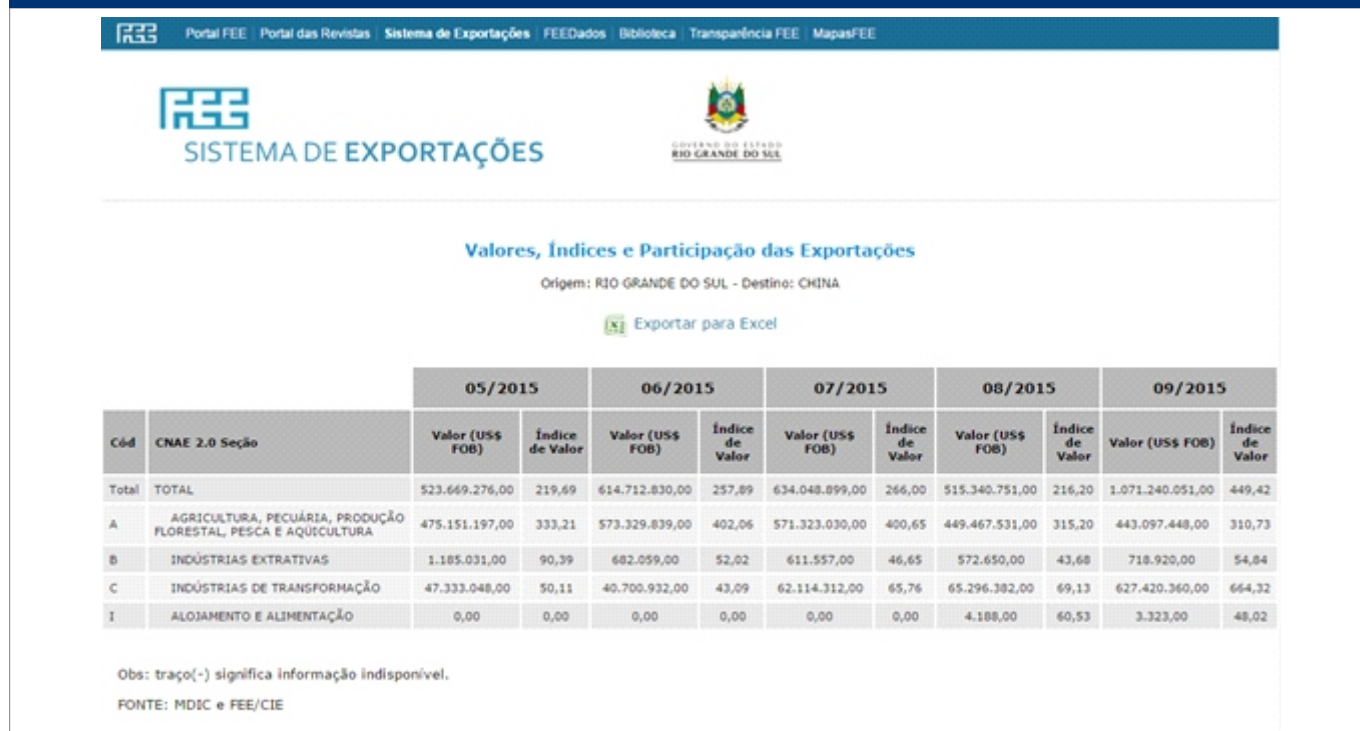 FEE Portal FEE Portal das Revistas Sistema de Exportações FEEDados Biblioteca Transparência FEE MapasFEE
FEE
SISTEMA DE EXPORTAÇÕES
GOVERNO DO ESTADO
RIO GRANDE DO SUL
Valores, Índices e Participação das Exportações
Origem: RIO GRANDE DO SUL - Destino: CHINA
Exportar para Excel
05/2015 06/2015 07/2015 08/2015 09/2015
Cód CNAE 2.0 Seção Valor (US$ FOB) Índice de Valor Valor (US$ FOB) Índice de Valor Valor (US$ FOB) Índice de Valor Valor (US$ FOB) Índice de Valor Valor (US$ FOB) Índice de Valor
Total TOTAL 523.669.276,00 219,69 614.712.830,00 257,89 634.048.899,00 266,00 515.340.751,00 216,20 1.071.240.051,00 449,42
A AGRICULTURA, PECUÁRIA, PRODUÇÃO FLORESTAL, PESCA E AQÜICULTURA 475.151.197,00 333,21 573.329.839,00 402,06 571.323.030,00 400,65 449.467.531,00 315,20 443.097.448,00 310,73
B INDÚSTRIAS EXTRATIVAS 1.185.031,00 90,39 682.059,00 52,02 611.557,00 46,65 572.650,00 43,68 718.920,00 54,84
C INDÚSTRIAS DE TRANSFORMAÇÃO 47.333.048,00 50,11 40.700.932,00 43,09 62.114.312,00 65,76 65.296.382,00 69,13 627.420.360,00 664,32
I ALOJAMENTO E ALIMENTAÇÃO 0,00 0,00 0,00 0,00 0,00 0,00 4.188,00 60,53 3.323,00 48,02
Obs: traço(-) significa informação indisponível.
FONTE: MDIC e FEE/CIE